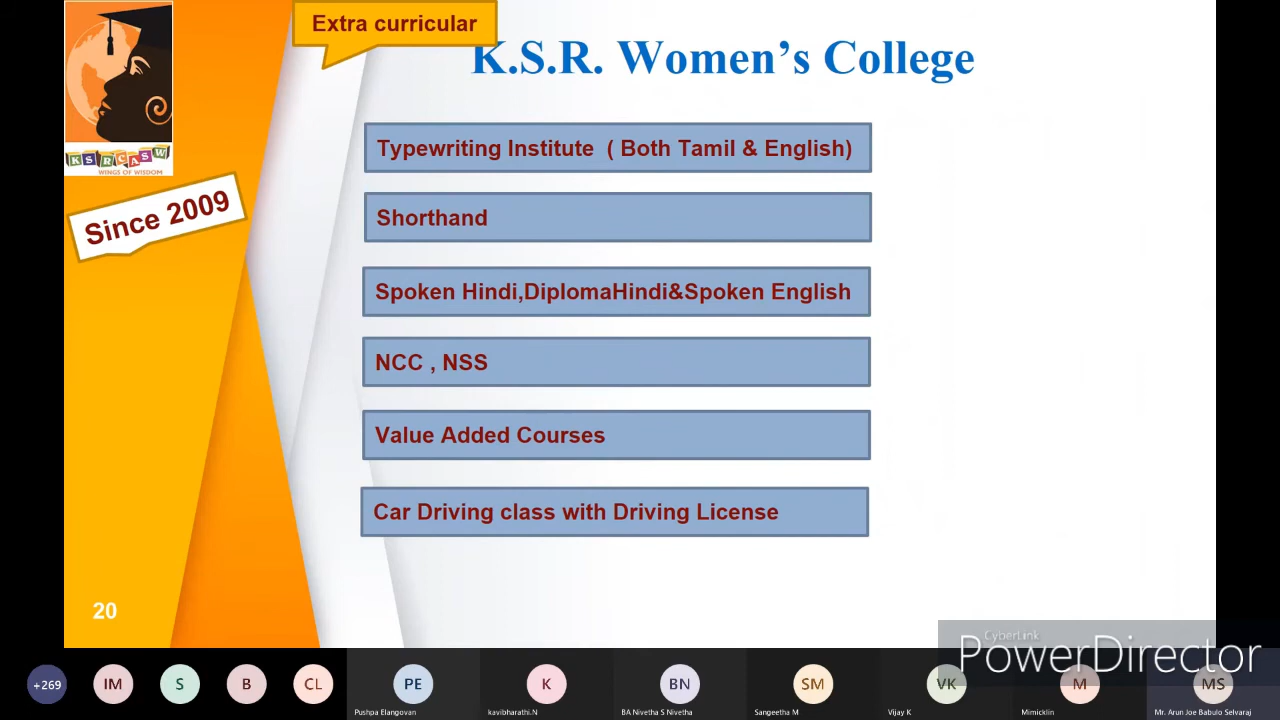 Extra curricular
K.S.R. Women's College
KSRCASW
WINGS OF WISDOM
Since 2009
Typewriting Institute ( Both Tamil & English)
Shorthand
Spoken Hindi,DiplomaHindi&Spoken English
NCC , NSS
Value Added Courses
Car Driving class with Driving License
20
CyberLink
PowerDirector
+269
IM
S
B
CL
PE
K
BN
SM
VK
M
MS
Pushpa Elangovan
kavibharathi.N
BA Nivetha S Nivetha
Sangeetha M
Vijay K
Mimicklin
Mr. Arun Joe Babulo Selvaraj